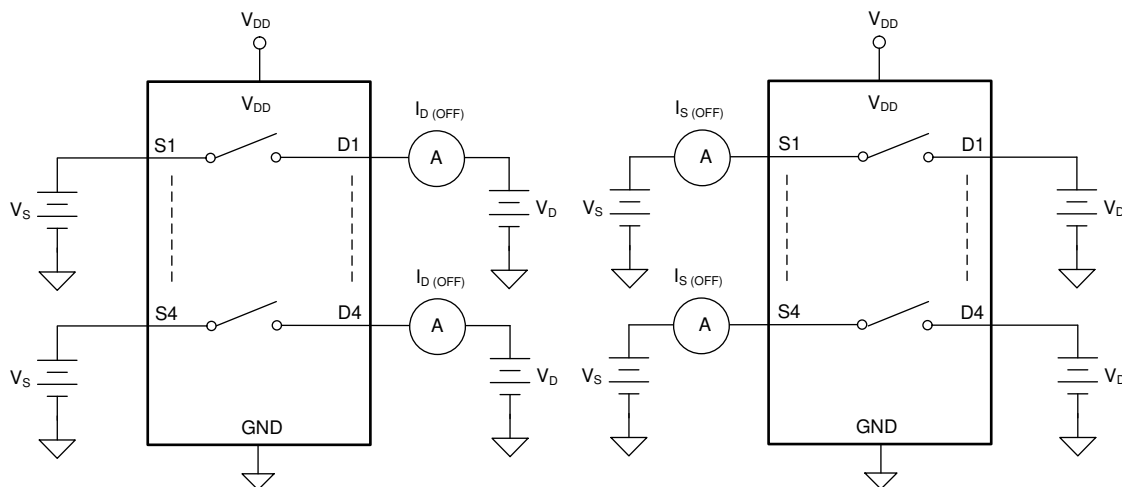 VDD
VDD
ID (OFF)
S1
D1
A
VS
VD
ID (OFF)
S4
D4
A
VS
VD
GND
VDD
VDD
IS (OFF)
A
S1
D1
VS
VD
IS (OFF)
A
S4
D4
VS
VD
GND